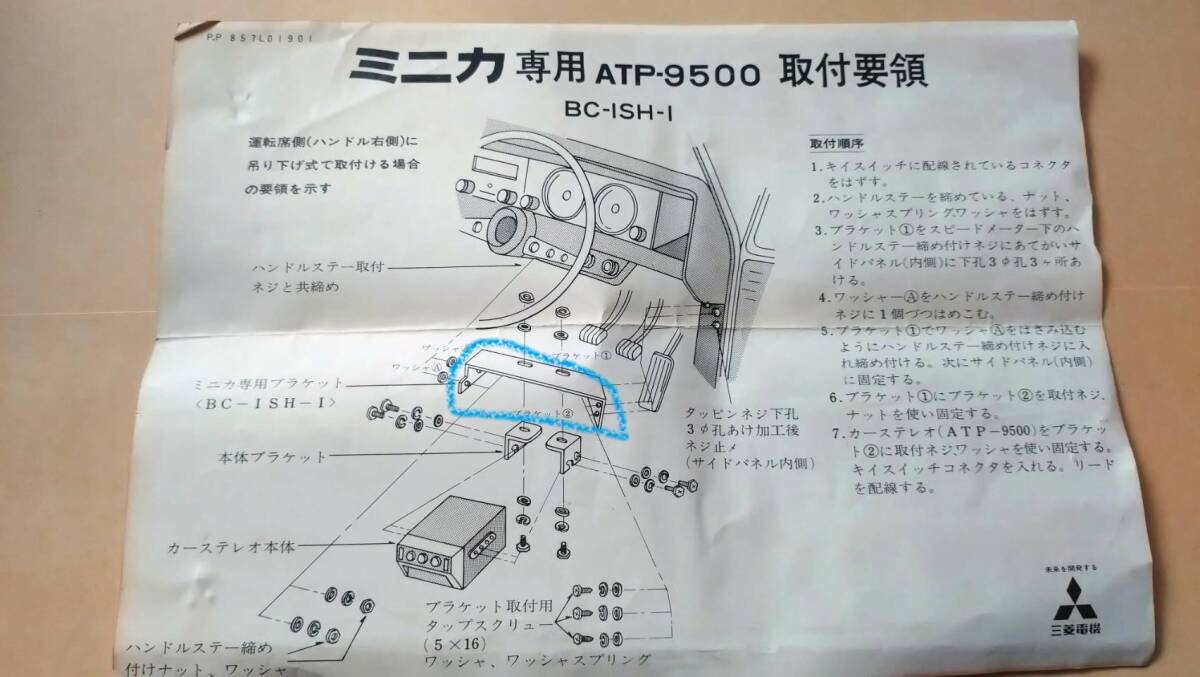 P.P 857L01901
ミニカ専用 ATP-9500 取付要領
BC-ISH-I
運転席側(ハンドル右側)に
吊り下げ式で取付ける場合
の要領を示す
ハンドルステー取付
ネジと共締め
ワッシャ
ワッシャⒶ
ブラケット①
ミニカ専用ブラケット
〈BC-ISH-I〉
ブラケット②
本体ブラケット
カーステレオ本体
ハンドルステー締め
付けナット、ワッシャ
ブラケット取付用
タップスクリュー
(5×16)
ワッシャ、ワッシャスプリング
タッピンネジ下孔
3φ孔あけ加工後
ネジ止メ
(サイドパネル内側)
取付順序
1.キイスイッチに配線されているコネクタ
をはずす。
2.ハンドルステーを締めている、ナット、
ワッシャスプリングワッシャをはずす。
3.ブラケット①をスピードメーター下のハ
ンドルステー締め付けネジにあてがいサ
イドパネル(内側)に下孔3φ孔3ヶ所あ
ける。
4.ワッシャーⒶをハンドルステー締め付け
ネジに1個づつはめこむ。
5.ブラケット①でワッシャⒶをはさみ込む
ようにハンドルステー締め付けネジに入
れ締め付ける。次にサイドパネル(内側)
に固定する。
6.ブラケット①にブラケット②を取付ネジ、
ナットを使い固定する。
7.カーステレオ(ATP-9500)をブラケッ
ト②に取付ネジ、ワッシャを使い固定する。
キイスイッチコネクタを入れる。リード
を配線する。
未来を開発する
三菱電機